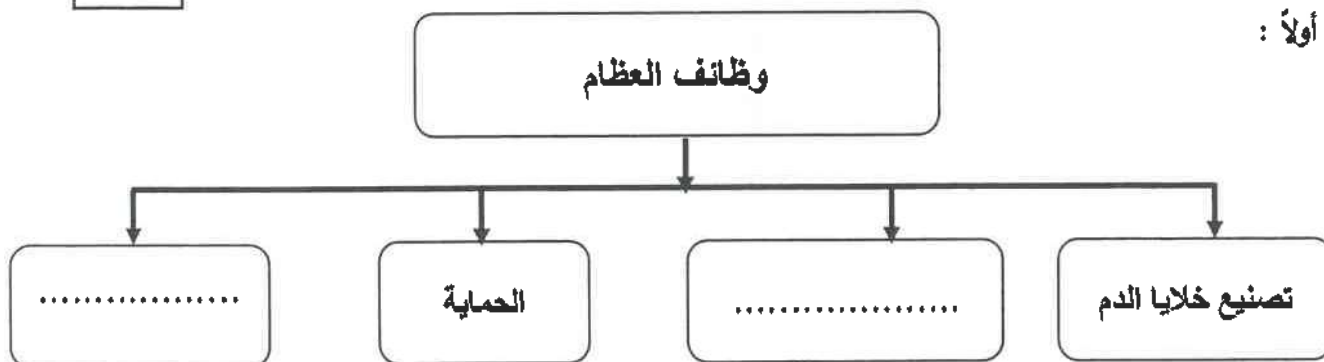 أولاً :
وظائف العظام
تصنيع خلايا الدم
....................
الحماية
..................